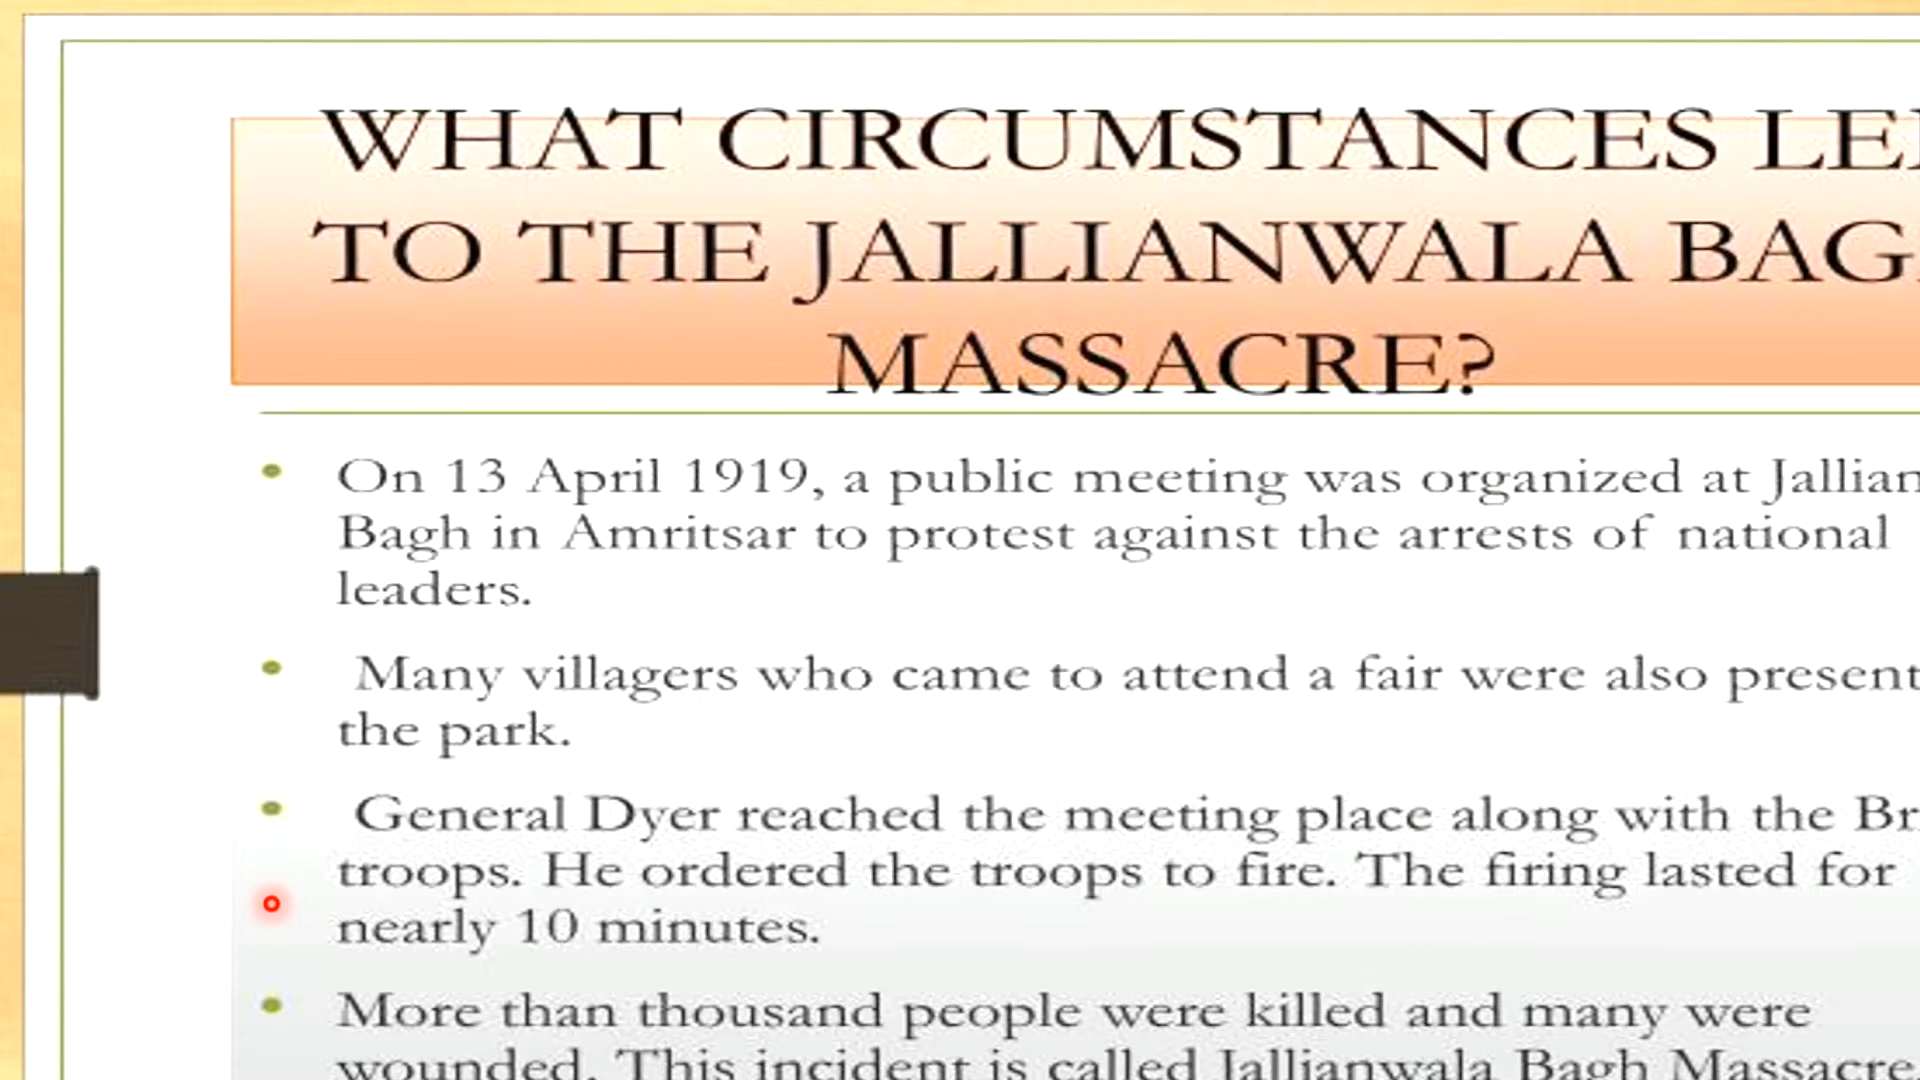 WHAT CIRCUMSTANCES
TO THE JALLIANWALA
MASSACRE?
On 13 April 1919, a public meeting was organized at
Bagh in Amritsar to protest against the arrests of national
leaders.
Many villagers who came to attend a fair were also present
the park.
General Dyer reached the meeting place along with the
troops. He ordered the troops to fire. The firing lasted for
nearly 10 minutes.
More than thousand people were killed and many were
wounded. This incident is called Jallianwala Bagh Massacre.